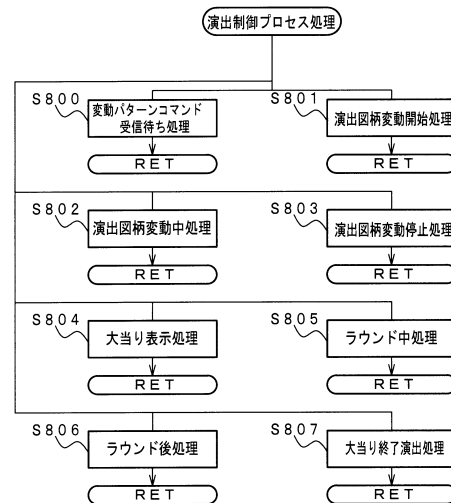 演出制御プロセス処理
S800
変動パターンコマンド
受信待ち処理
RET
S801
演出図柄変動開始処理
RET
S802
演出図柄変動中処理
RET
S803
演出図柄変動停止処理
RET
S804
大当り表示処理
RET
S805
ラウンド中処理
RET
S806
ラウンド後処理
RET
S807
大当り終了演出処理
RET